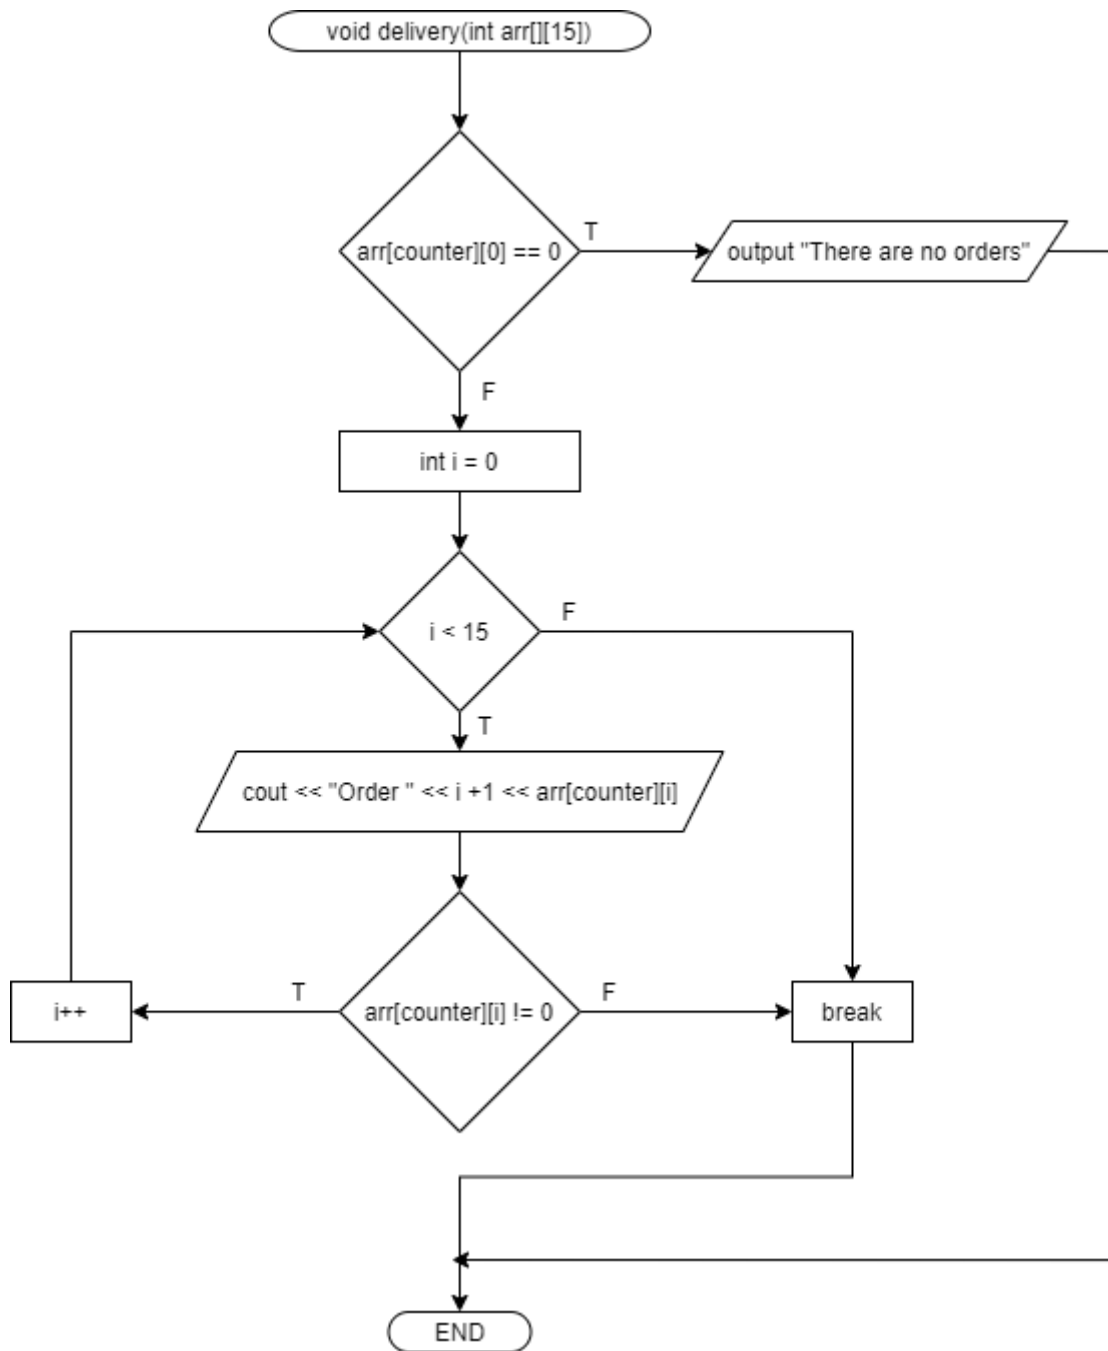 void delivery(int arr[][15])
arr[counter][0] == 0
T
output "There are no orders"
F
int i = 0
i < 15
F
T
cout << "Order " << i +1 << arr[counter][i]
arr[counter][i] != 0
T
F
i++
break
END